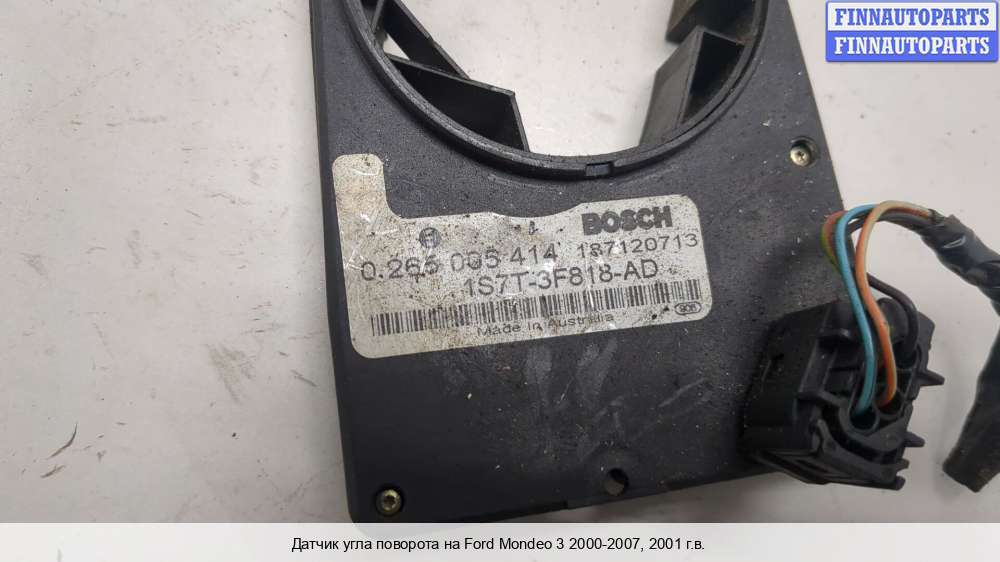 FINNAUTOPARTS
FINNAUTOPARTS
BOSCH
0.265 005 414 187120713
1S7T-3F818-AD
Made in Australia
Датчик угла поворота на Ford Mondeo 3 2000-2007, 2001 г.в.